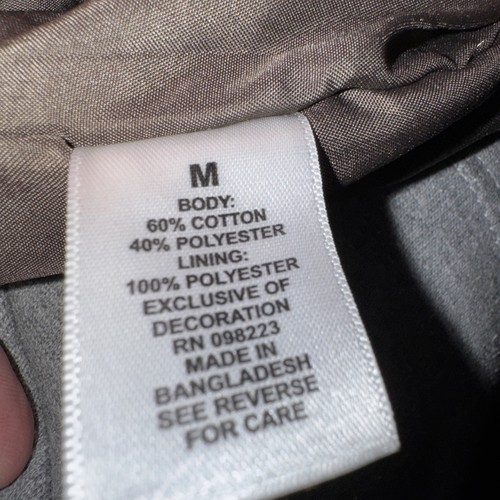 M
BODY:
60% COTTON
40% POLYESTER
LINING:
100% POLYESTER
EXCLUSIVE OF
DECORATION
RN 098223
MADE IN
BANGLADESH
SEE REVERSE
FOR CARE